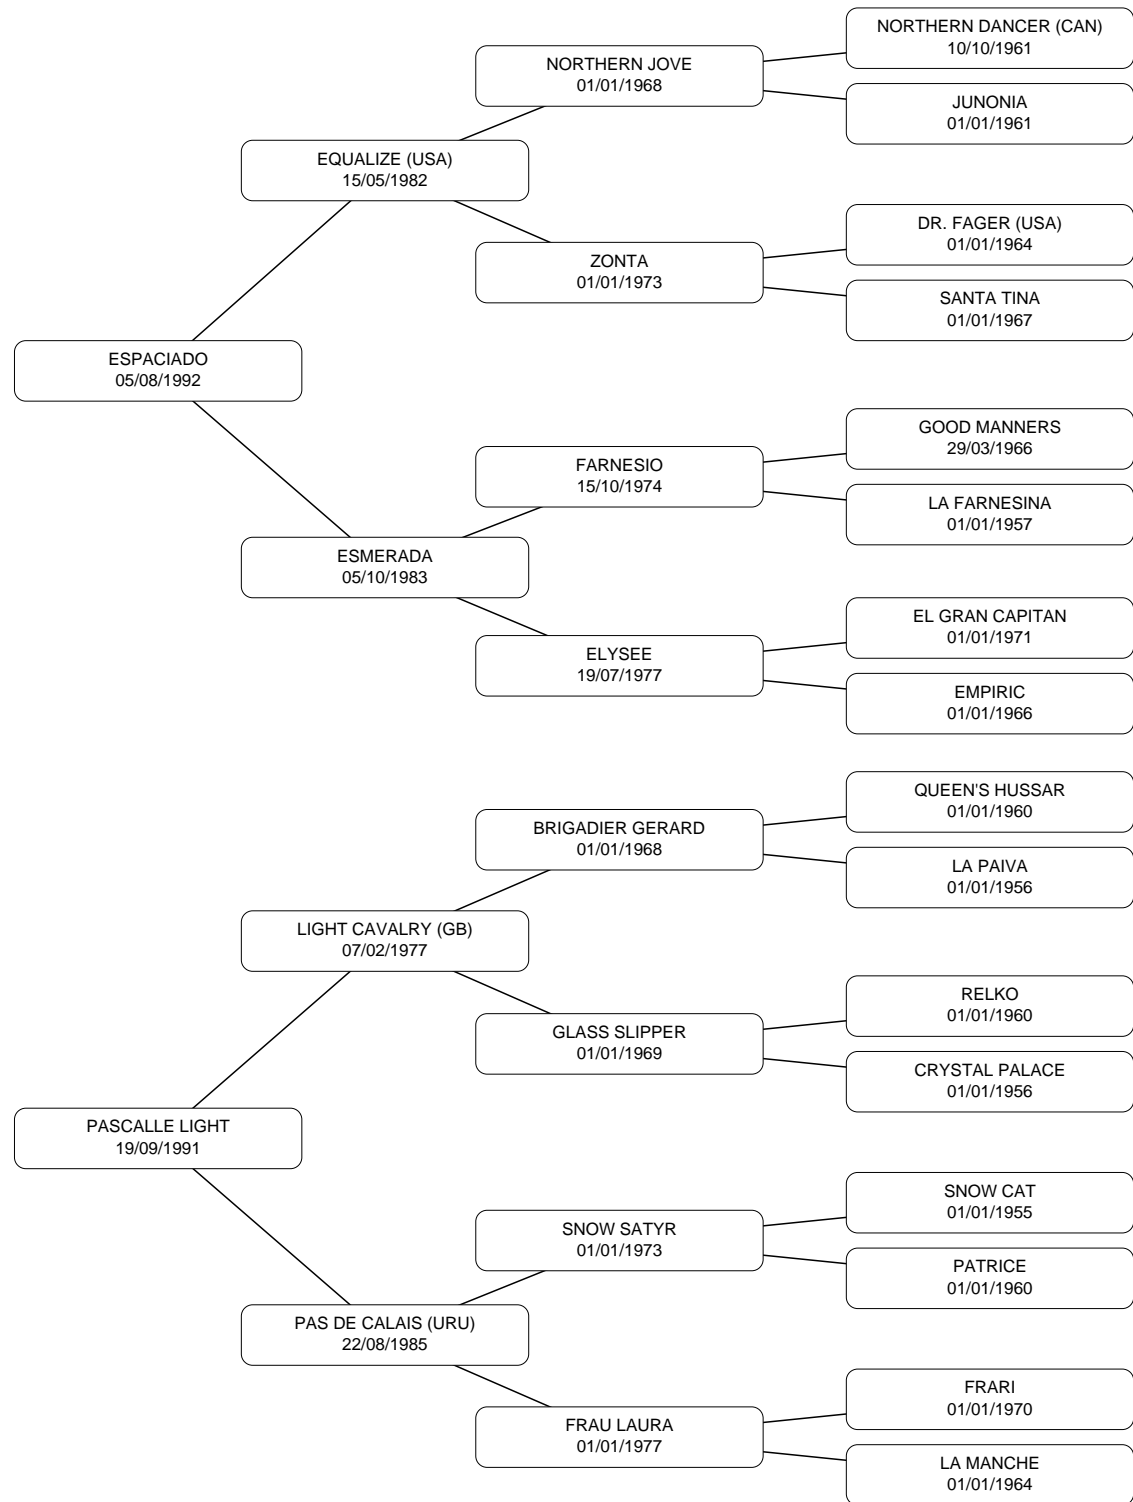 NORTHERN DANCER (CAN)
10/10/1961
NORTHERN JOVE
01/01/1968
JUNONIA
01/01/1961
EQUALIZE (USA)
15/05/1982
DR. FAGER (USA)
01/01/1964
ZONTA
01/01/1973
SANTA TINA
01/01/1967
ESPACIADO
05/08/1992
GOOD MANNERS
29/03/1966
FARNESIO
15/10/1974
LA FARNESINA
01/01/1957
ESMERADA
05/10/1983
EL GRAN CAPITAN
01/01/1971
ELYSEE
19/07/1977
EMPIRIC
01/01/1966
QUEEN'S HUSSAR
01/01/1960
BRIGADIER GERARD
01/01/1968
LA PAIVA
01/01/1956
LIGHT CAVALRY (GB)
07/02/1977
RELKO
01/01/1960
GLASS SLIPPER
01/01/1969
CRYSTAL PALACE
01/01/1956
PASCALLE LIGHT
19/09/1991
SNOW CAT
01/01/1955
SNOW SATYR
01/01/1973
PATRICE
01/01/1960
PAS DE CALAIS (URU)
22/08/1985
FRARI
01/01/1970
FRAU LAURA
01/01/1977
LA MANCHE
01/01/1964